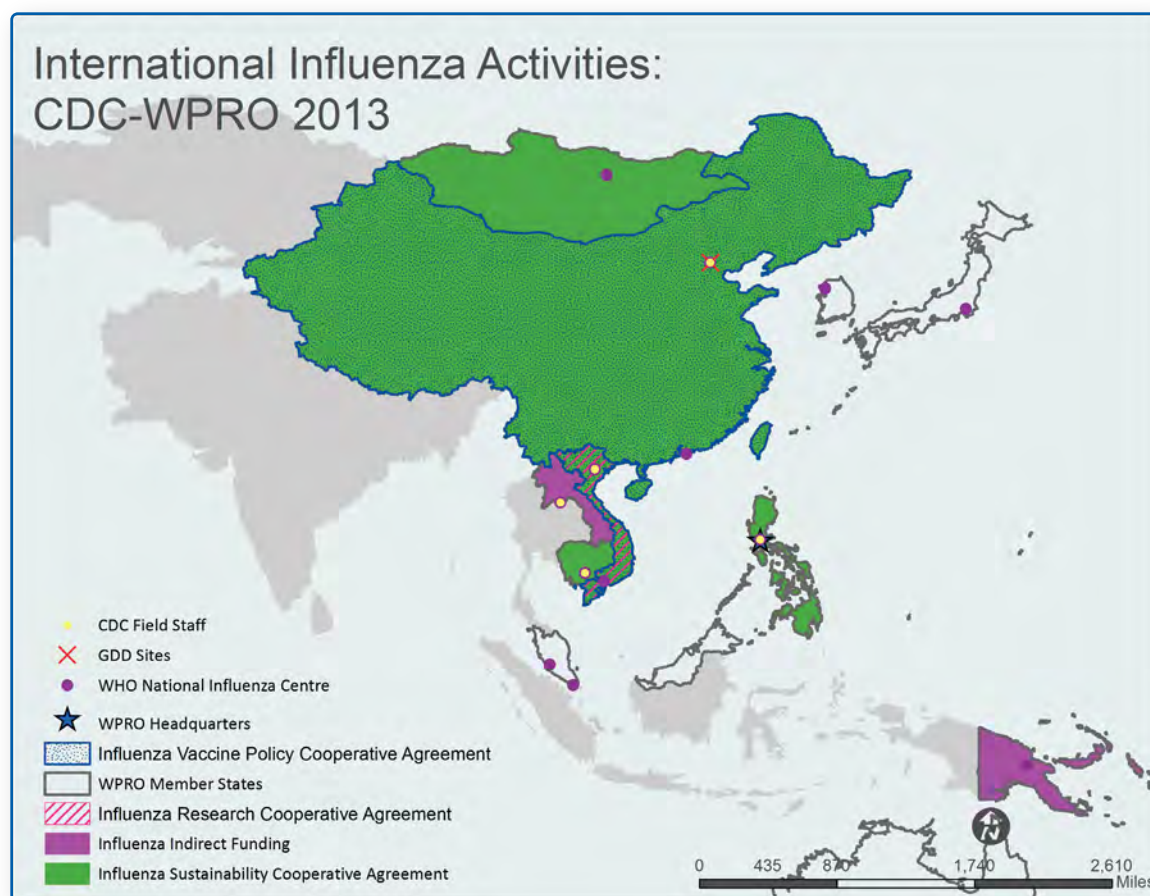 International Influenza Activities:
CDC-WPRO 2013
CDC Field Staff
GDD Sites
WHO National Influenza Centre
WPRO Headquarters
Influenza Vaccine Policy Cooperative Agreement
WPRO Member States
Influenza Research Cooperative Agreement
Influenza Indirect Funding
Influenza Sustainability Cooperative Agreement
N
0 435 870 1,740 2,610
Miles